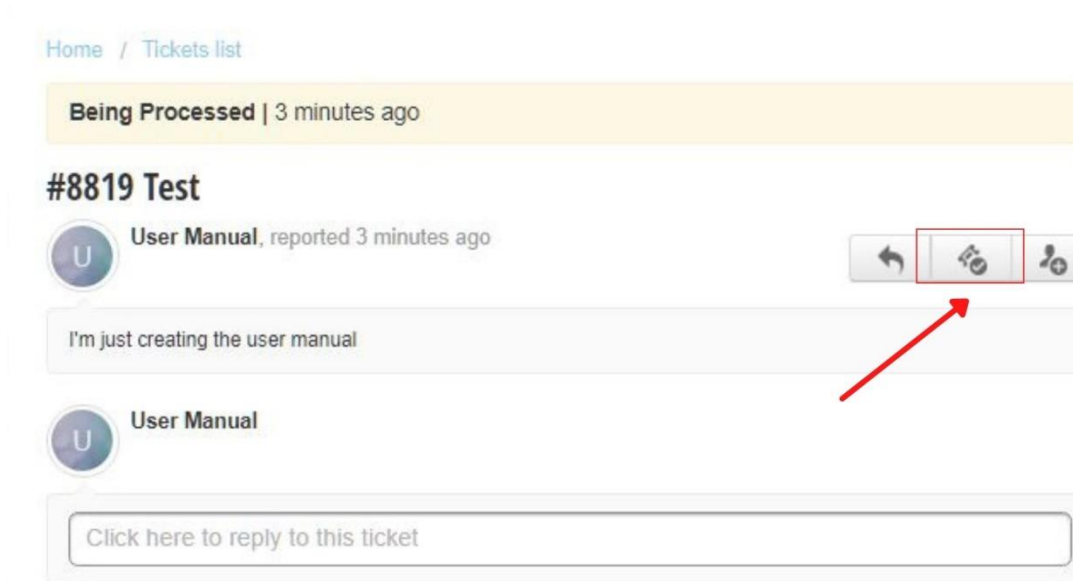 Home / Tickets list
Being Processed | 3 minutes ago
#8819 Test
U
User Manual, reported 3 minutes ago
I'm just creating the user manual
U
User Manual
Click here to reply to this ticket